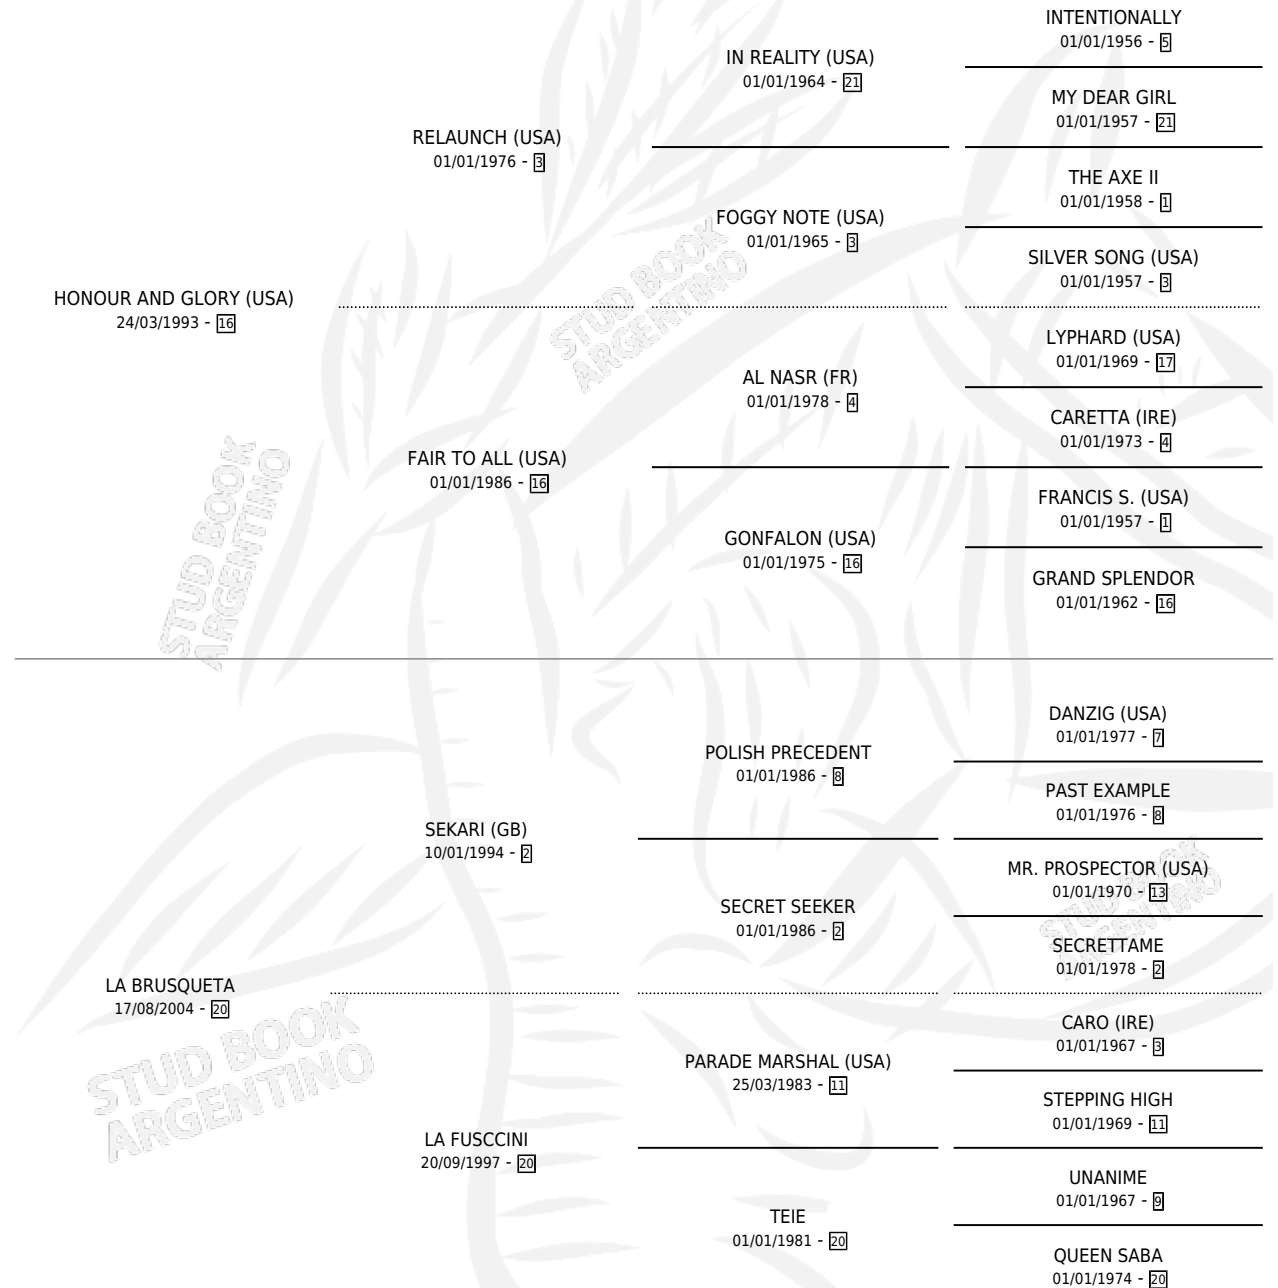 INTENTIONALLY
01/01/1956 - 5
IN REALITY (USA)
01/01/1964 - 21
MY DEAR GIRL
01/01/1957 - 21
RELAUNCH (USA)
01/01/1976 - 3
THE AXE II
01/01/1958 - 1
FOGGY NOTE (USA)
01/01/1965 - 3
SILVER SONG (USA)
01/01/1957 - 3
HONOUR AND GLORY (USA)
24/03/1993 - 16
STUD BOOK
ARGENTINO
LYPHARD (USA)
01/01/1969 - 17
AL NASR (FR)
01/01/1978 - 4
CARETTA (IRE)
01/01/1973 - 4
FAIR TO ALL (USA)
01/01/1986 - 16
FRANCIS S. (USA)
01/01/1957 - 1
GONFALON (USA)
01/01/1975 - 16
GRAND SPLENDOR
01/01/1962 - 16
STUD BOOK
ARGENTINO
DANZIG (USA)
01/01/1977 - 7
POLISH PRECEDENT
01/01/1986 - 8
PAST EXAMPLE
01/01/1976 - 8
SEKARI (GB)
10/01/1994 - 2
MR. PROSPECTOR (USA)
01/01/1970 - 13
SECRET SEEKER
01/01/1986 - 2
STUD BOOK
ARGENTINO
SECRETTAME
01/01/1978 - 2
LA BRUSQUETA
17/08/2004 - 20
STUD BOOK
ARGENTINO
CARO (IRE)
01/01/1967 - 3
PARADE MARSHAL (USA)
25/03/1983 - 11
STEPPING HIGH
01/01/1969 - 11
LA FUSCCINI
20/09/1997 - 20
UNANIME
01/01/1967 - 9
TEIE
01/01/1981 - 20
QUEEN SABA
01/01/1974 - 20